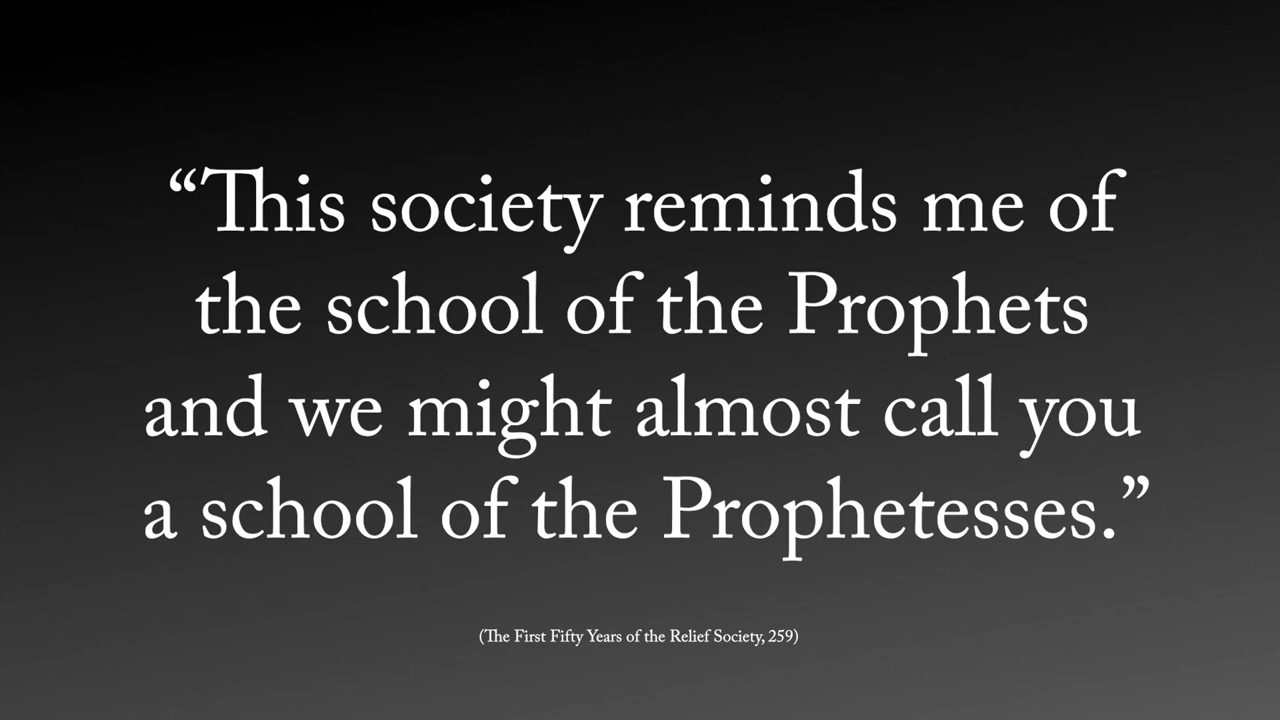 “This society reminds me of
the school of the Prophets
and we might almost call you
a school of the Prophetesses.”
(The First Fifty Years of the Relief Society, 259)